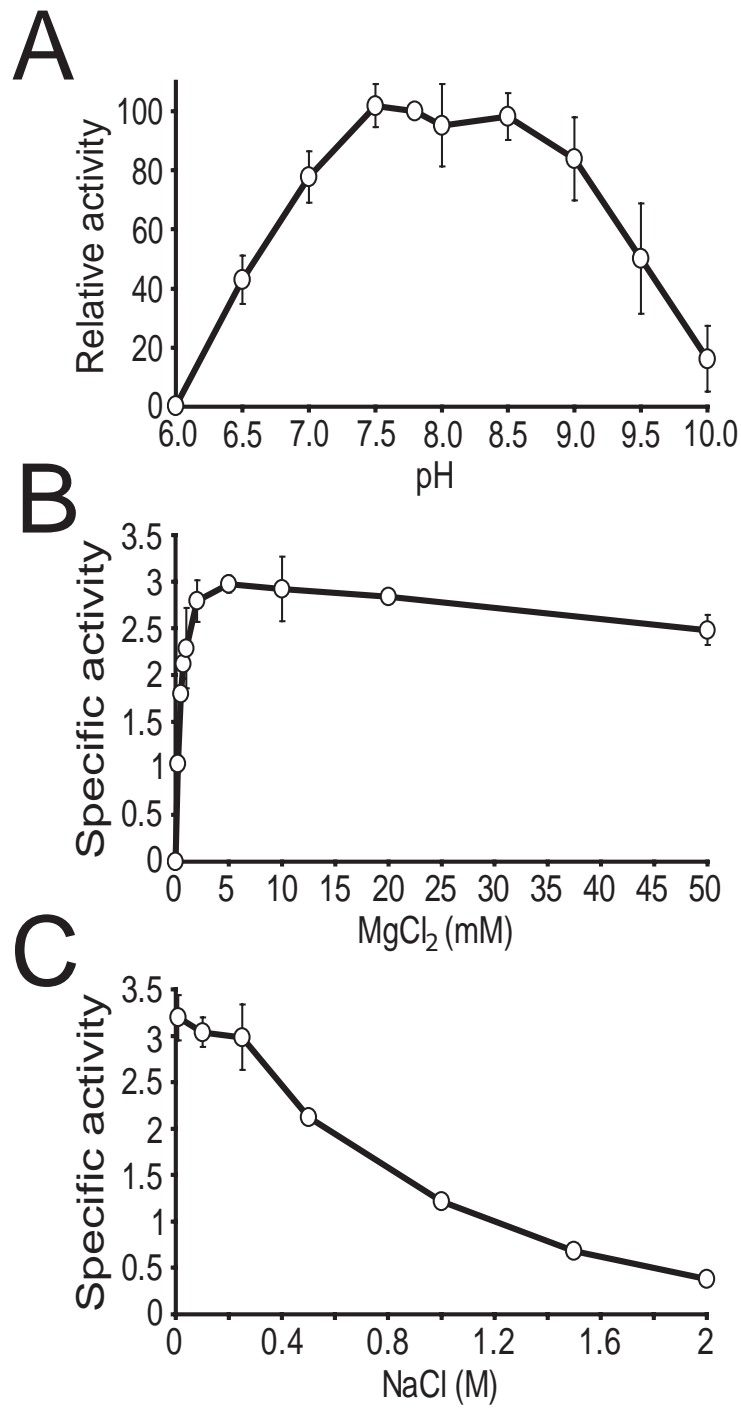 A
Relative activity
100
80
60
40
20
0
6.0 6.5 7.0 7.5 8.0 8.5 9.0 9.5 10.0
pH
B
Specific activity
3.5
3
2.5
2
1.5
1
0.5
0
0 5 10 15 20 25 30 35 40 45 50
MgCl₂ (mM)
C
Specific activity
3.5
3
2.5
2
1.5
1
0.5
0
0 0.4 0.8 1.2 1.6 2
NaCl (M)